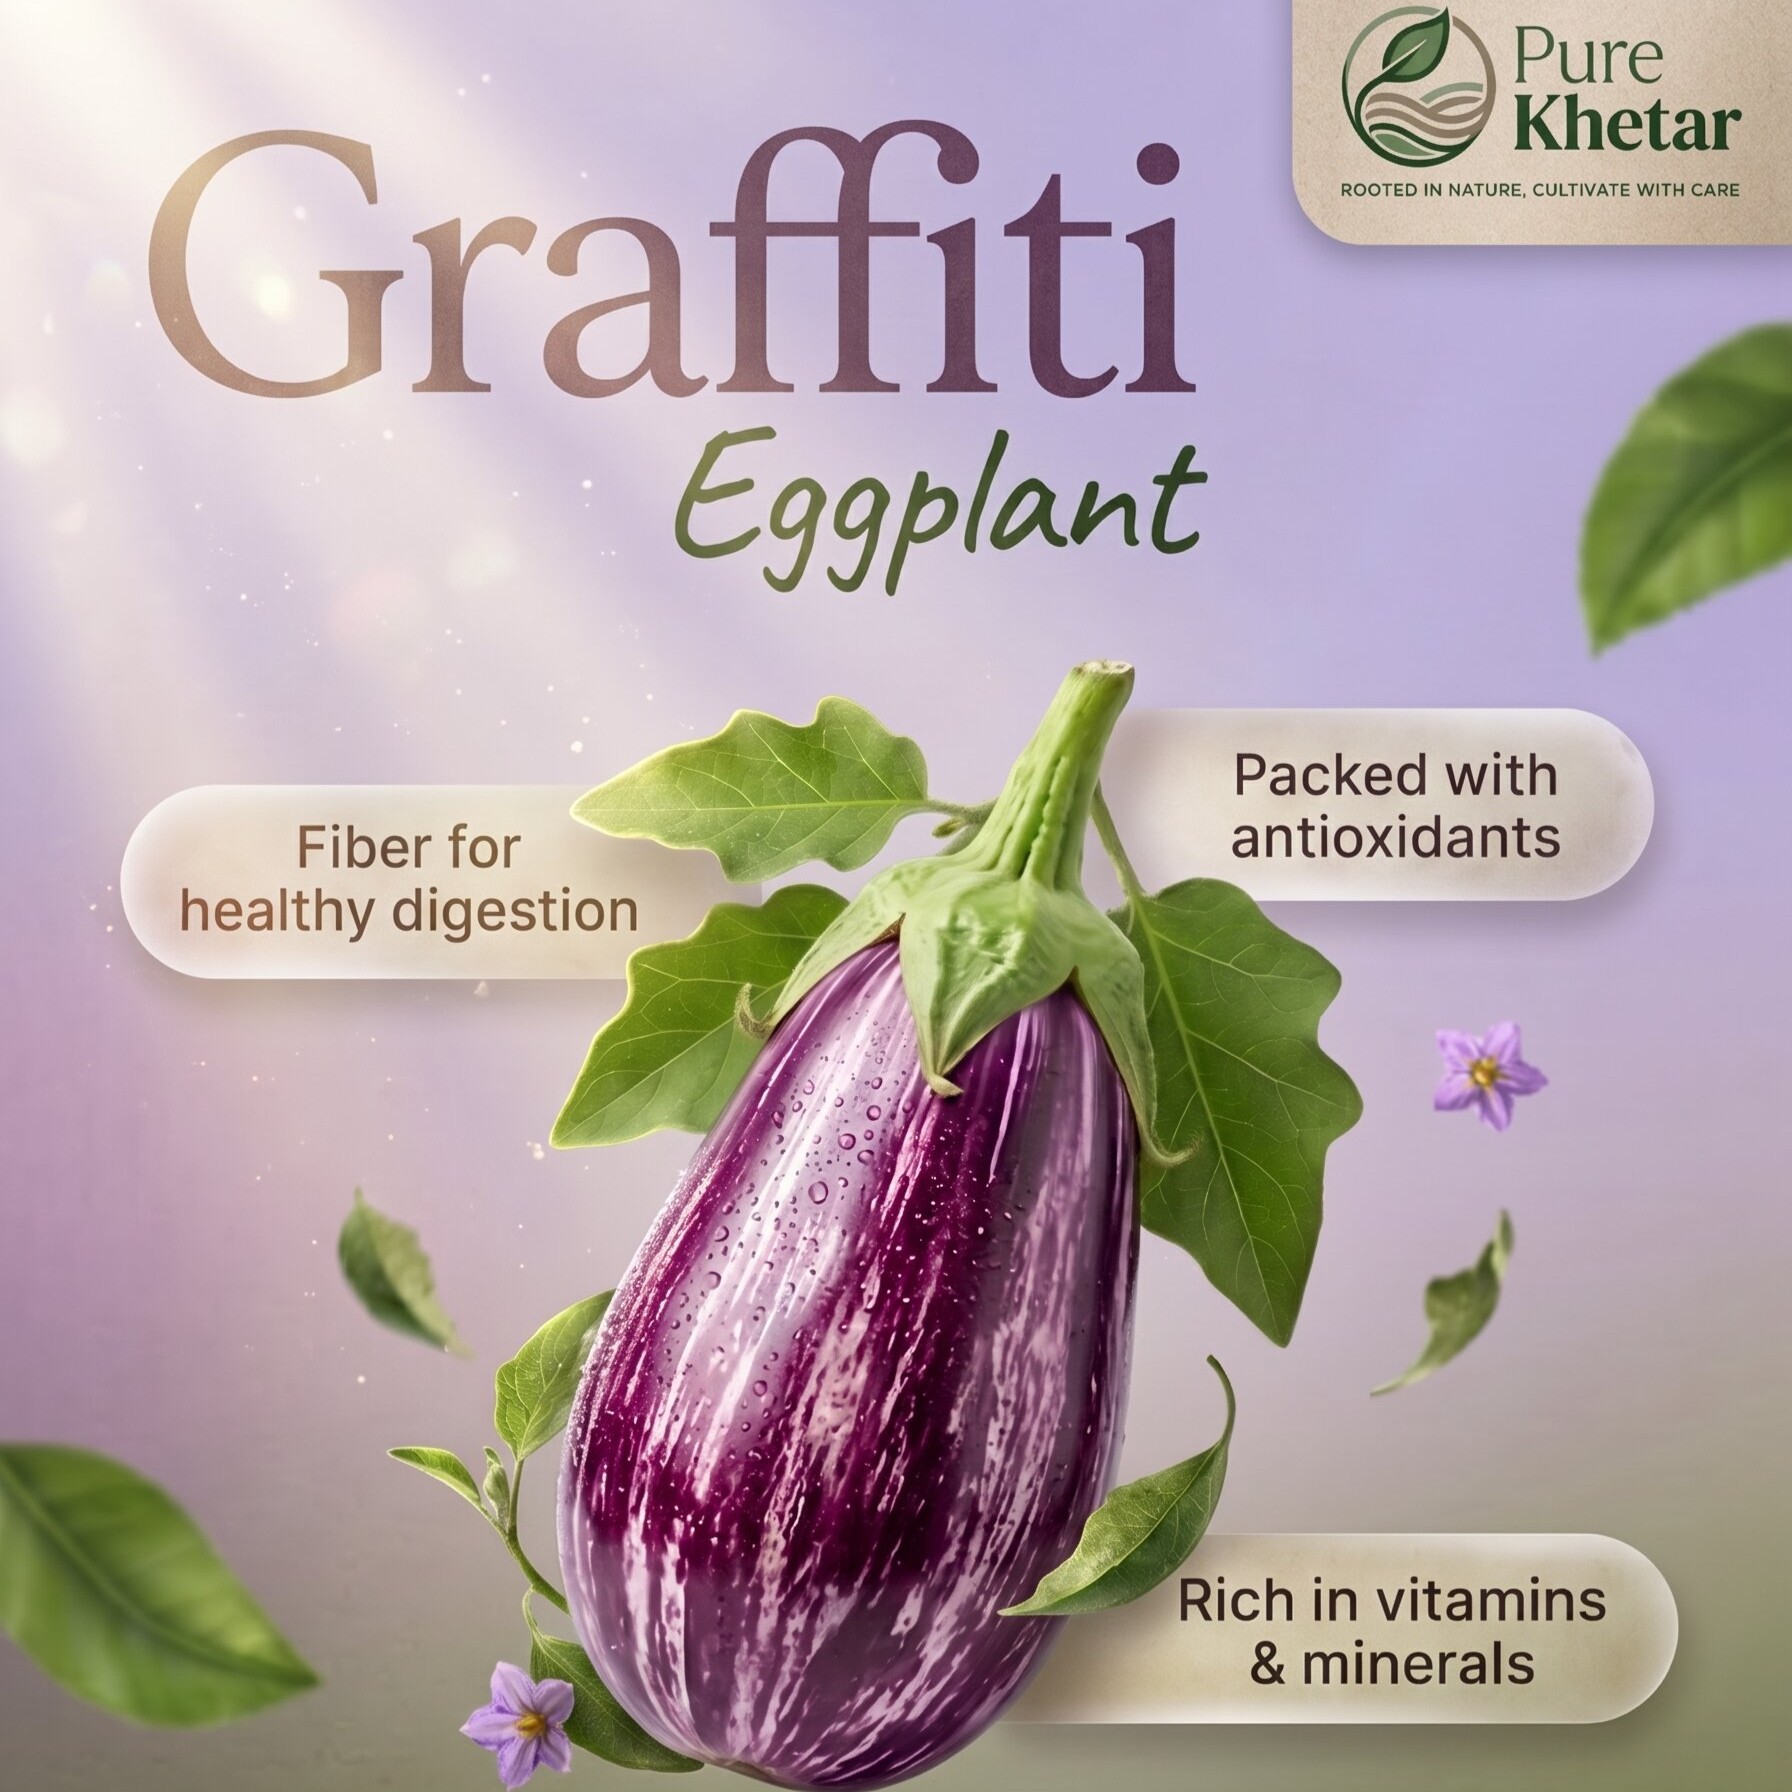 Pure
Khetar
ROOTED IN NATURE, CULTIVATE WITH CARE
Graffiti
Eggplant
Packed with
antioxidants
Fiber for
healthy digestion
Rich in vitamins
& minerals